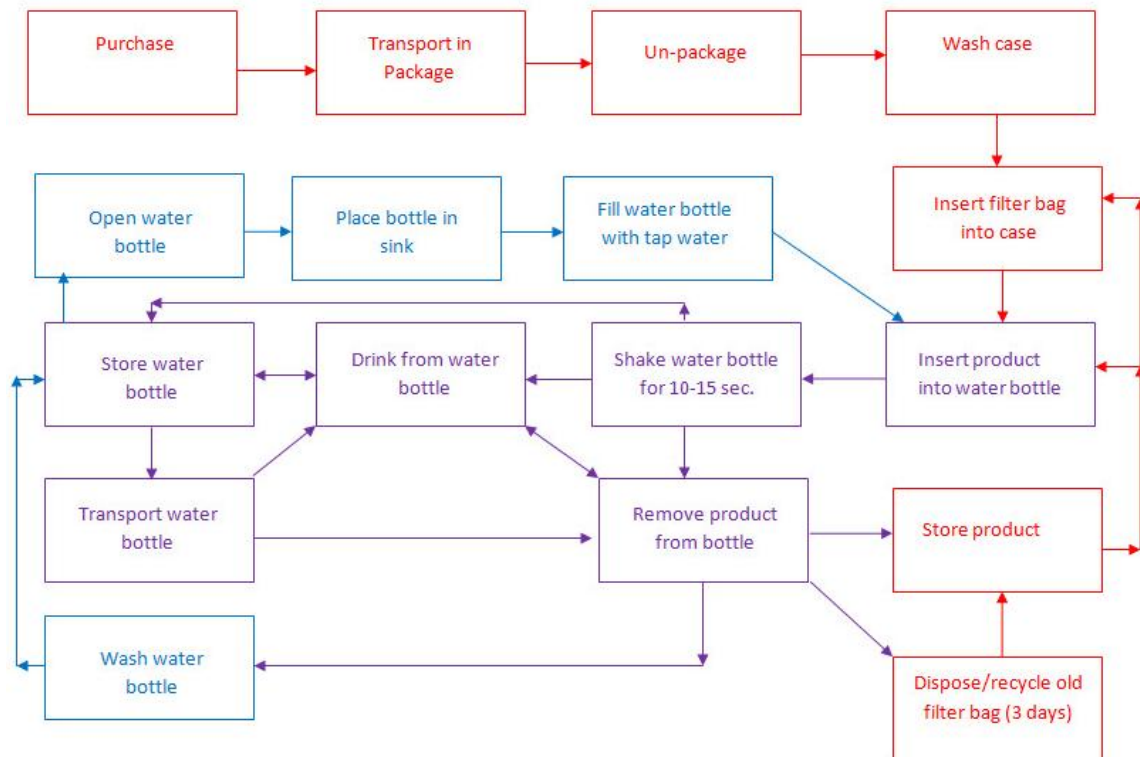 Purchase
Transport in
Package
Un-package
Wash case
Open water
bottle
Place bottle in
sink
Fill water bottle
with tap water
Insert filter bag
into case
Store water
bottle
Drink from water
bottle
Shake water bottle
for 10-15 sec.
Insert product
into water bottle
Transport water
bottle
Remove product
from bottle
Store product
Wash water
bottle
Dispose/recycle old
filter bag (3 days)